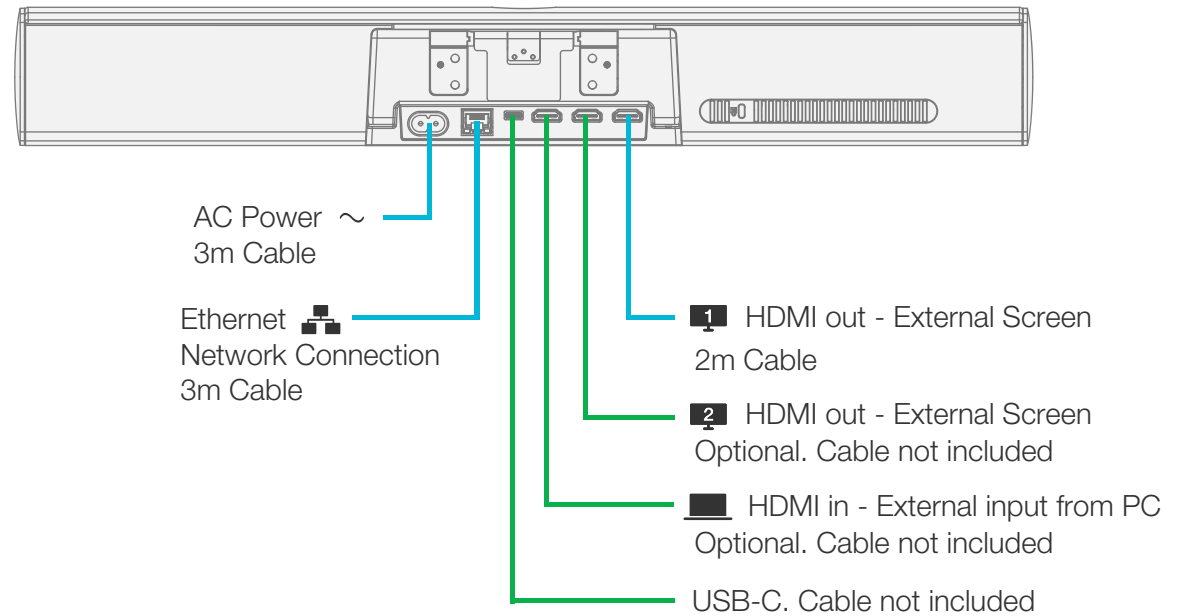 AC Power ~
3m Cable
Ethernet
Network Connection
3m Cable
1 HDMI out - External Screen
2m Cable
2 HDMI out - External Screen
Optional. Cable not included
HDMI in - External input from PC
Optional. Cable not included
USB-C. Cable not included